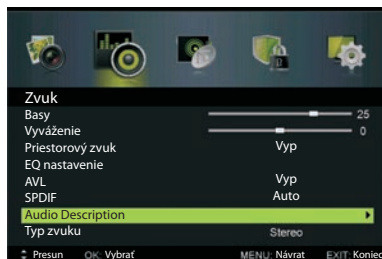 Zvuk
Basy 25
Vyváženie 0
Priestorový zvuk Vyp
EQ nastavenie
AVL Vyp
SPDIF Auto
Audio Description
Typ zvuku Stereo
Presun OK: Vybrať MENU: Návrat EXIT: Koniec